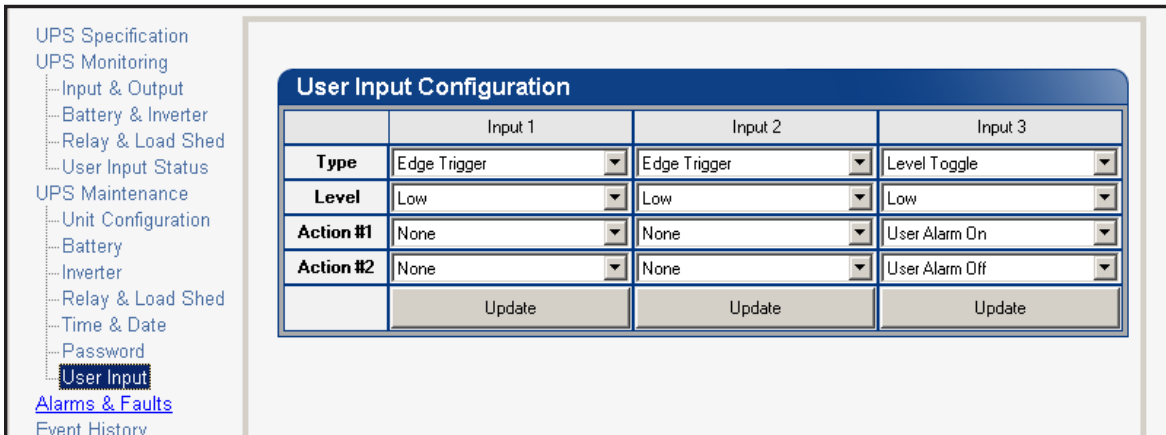 UPS Specification
UPS Monitoring
Input & Output
Battery & Inverter
Relay & Load Shed
User Input Status
UPS Maintenance
Unit Configuration
Battery
Inverter
Relay & Load Shed
Time & Date
Password
User Input
Alarms & Faults
Event History
User Input Configuration
Input 1 Input 2 Input 3
Type Edge Trigger Edge Trigger Level Toggle
Level Low Low Low
Action #1 None None User Alarm On
Action #2 None None User Alarm Off
Update Update Update